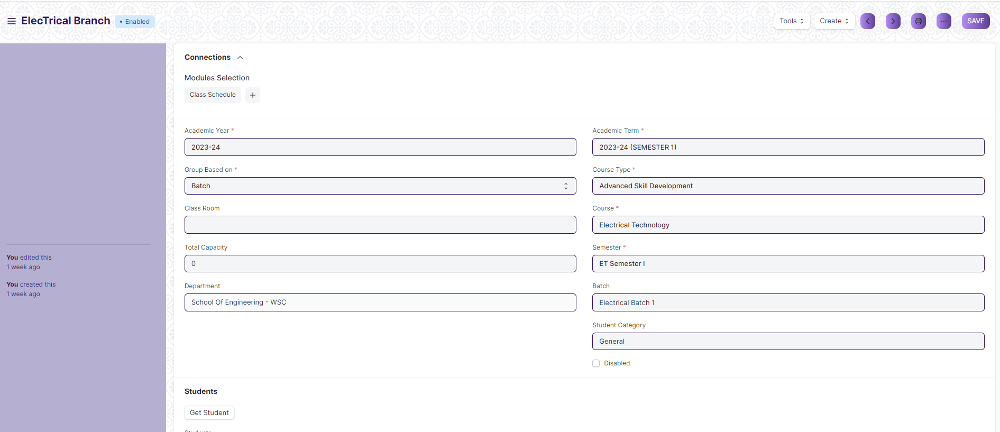 ElecTrical Branch
• Enabled
Tools
Create
SAVE
You edited this
1 week ago
You created this
1 week ago
Connections
Modules Selection
Class Schedule
+
Academic Year *
2023-24
Academic Term *
2023-24 (SEMESTER 1)
Group Based on *
Batch
Course Type *
Advanced Skill Development
Class Room
Course *
Electrical Technology
Total Capacity
0
Semester *
ET Semester I
Department
School Of Engineering - WSC
Batch
Electrical Batch 1
Student Category
General
Disabled
Students
Get Student
Students